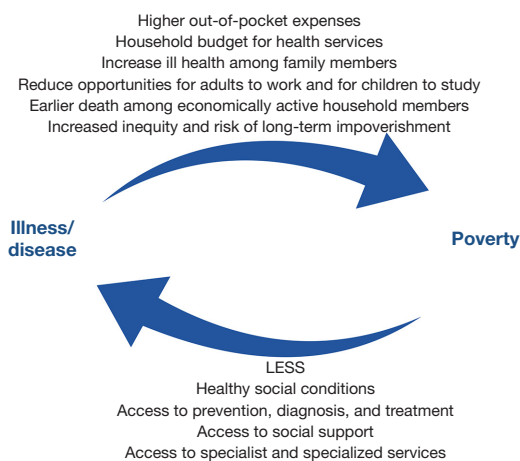 Higher out-of-pocket expenses
Household budget for health services
Increase ill health among family members
Reduce opportunities for adults to work and for children to study
Earlier death among economically active household members
Increased inequity and risk of long-term impoverishment
Illness/
disease
Poverty
LESS
Healthy social conditions
Access to prevention, diagnosis, and treatment
Access to social support
Access to specialist and specialized services